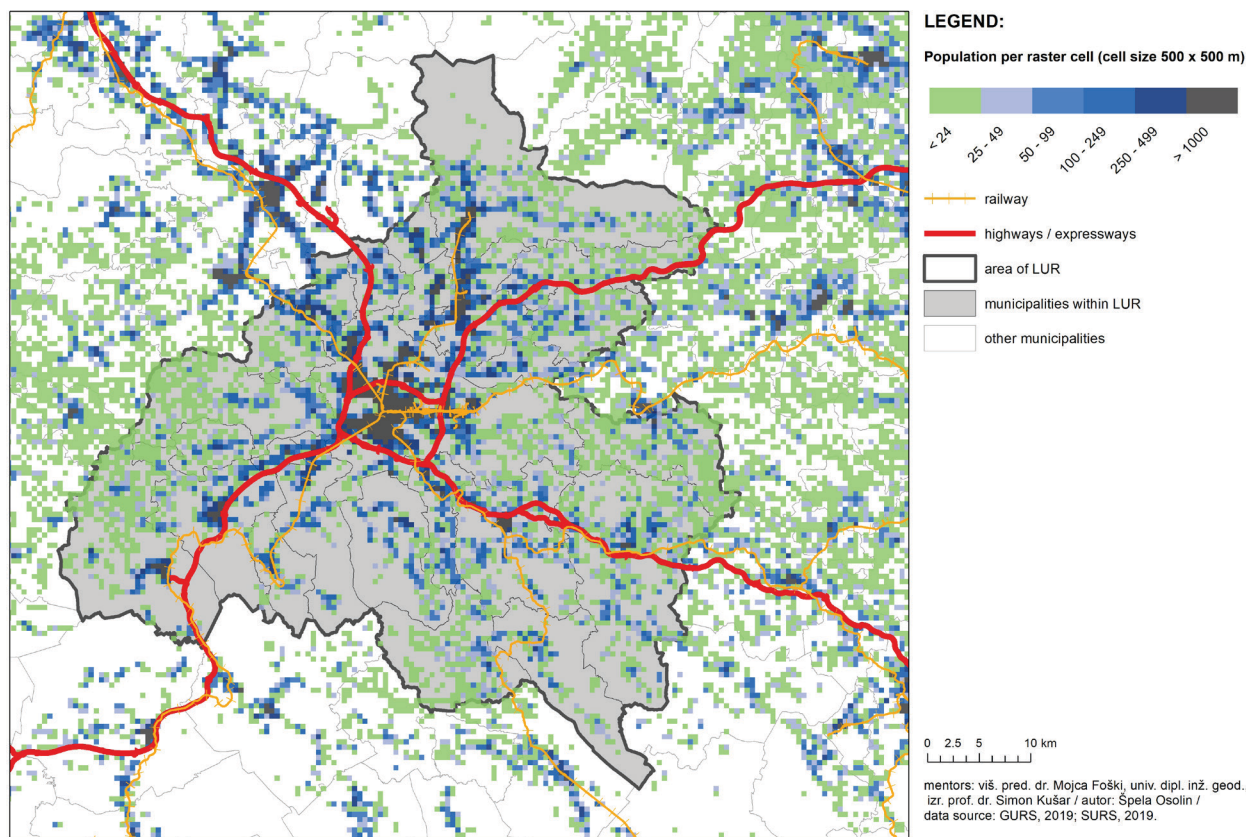 LEGEND:
Population per raster cell (cell size 500 x 500 m)
< 24
25 - 49
50 - 99
100 - 249
250 - 499
> 1000
railway
highways / expressways
area of LUR
municipalities within LUR
other municipalities
0 2.5 5 10 km
mentors: viš. pred. dr. Mojca Foški, univ. dipl. inž. geod.
izr. prof. dr. Simon Kušar / autor: Špela Osolin /
data source: GURS, 2019; SURS, 2019.